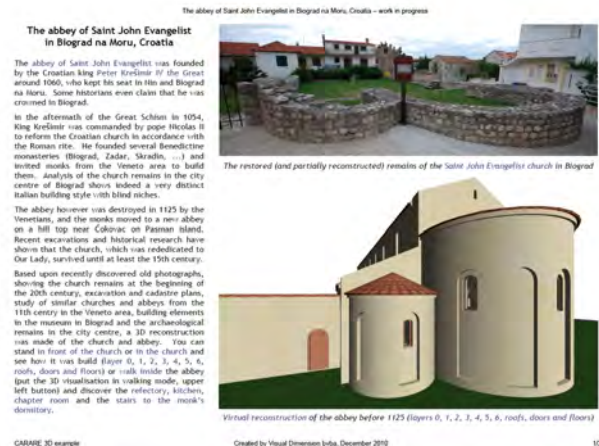 The abbey of Saint John Evangelist in Biograd na Moru, Croatia – work in progress
The abbey of Saint John Evangelist
in Biograd na Moru, Croatia
The abbey of Saint John Evangelist was founded
by the Croatian king Peter Krešimir IV the Great
around 1060, who kept his seat in Nin and Biograd
na Moru. Some historians even claim that he was
crowned in Biograd.
In the aftermath of the Great Schism in 1054,
King Krešimir was commanded by pope Nicolas II
to reform the Croatian church in accordance with
the Roman rite. He founded several Benedictine
monasteries (Biograd, Zadar, Skradin, ...) and
invited monks from the Veneto area to build
them. Analysis of the church remains in the city
centre of Biograd shows indeed a very distinct
Italian building style with blind niches.
The abbey however was destroyed in 1125 by the
Venetians, and the monks moved to a new abbey
on a hill top near Čokovac on Pasman island.
Recent excavations and historical research have
shown that the church, which was rededicated to
Our Lady, survived until at least the 15th century.
Based upon recently discovered old photographs,
showing the church remains at the beginning of
the 20th century, excavation and cadastre plans,
study of similar churches and abbeys from the
11th centry in the Veneto area, building elements
in the museum in Biograd and the archaeological
remains in the city centre, a 3D reconstruction
was made of the church and abbey. You can
stand in front of the church or in the church and
see how it was build (layer 0, 1, 2, 3, 4, 5, 6,
roofs, doors and floors) or walk inside the abbey
(put the 3D visualisation in walking mode, upper
left button) and discover the refectory, kitchen,
chapter room and the stairs to the monk's
dormitory.
The restored (and partially reconstructed) remains of the Saint John Evangelist church in Biograd
Virtual reconstruction of the abbey before 1125 (layers 0, 1, 2, 3, 4, 5, 6, roofs, doors and floors)
CARARE 3D example
Created by Visual Dimension bvba, December 2010